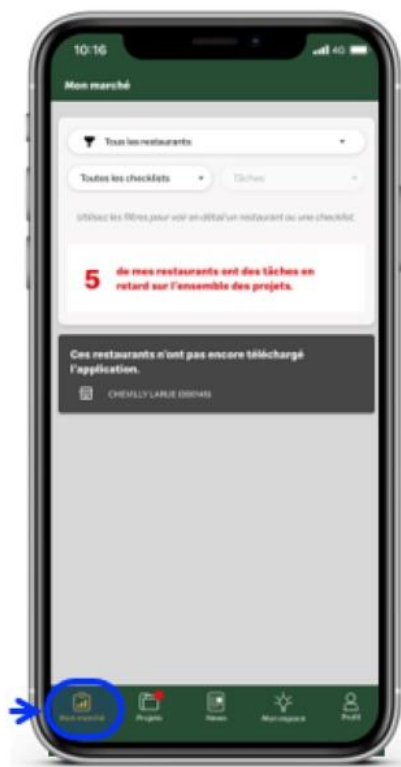 10:16
4G
Mon marché
Tous les restaurants
Toutes les checklists
Tâches
Utilisez les filtres pour voir en détail un restaurant ou une checklist.
5
de mes restaurants ont des tâches en
retard sur l'ensemble des projets.
Ces restaurants n'ont pas encore téléchargé
l'application.
CHEVILLY LARUE
Mon marché
Projets
News
Mon espace
Profil